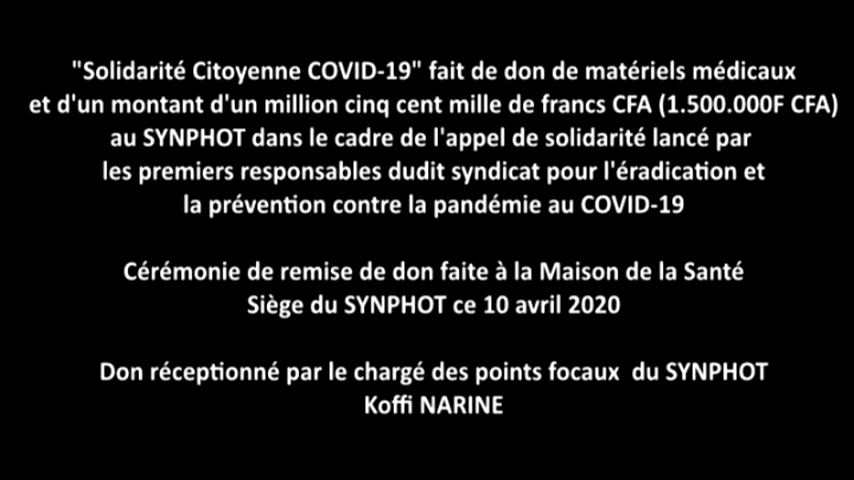 "Solidarité Citoyenne COVID-19" fait de don de matériels médicaux
et d'un montant d'un million cinq cent mille de francs CFA (1.500.000F CFA)
au SYNPHOT dans le cadre de l'appel de solidarité lancé par
les premiers responsables dudit syndicat pour l'éradication et
la prévention contre la pandémie au COVID-19
Cérémonie de remise de don faite à la Maison de la Santé
Siège du SYNPHOT ce 10 avril 2020
Don réceptionné par le chargé des points focaux  du SYNPHOT
Koffi NARINE